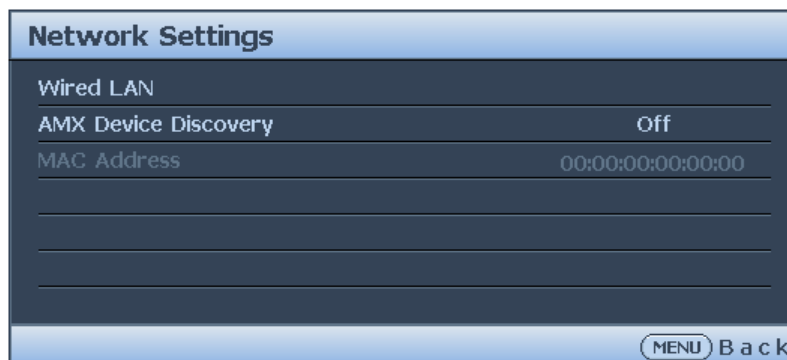 Network Settings
Wired LAN
AMX Device Discovery Off
MAC Address 00:00:00:00:00:00
MENU Back